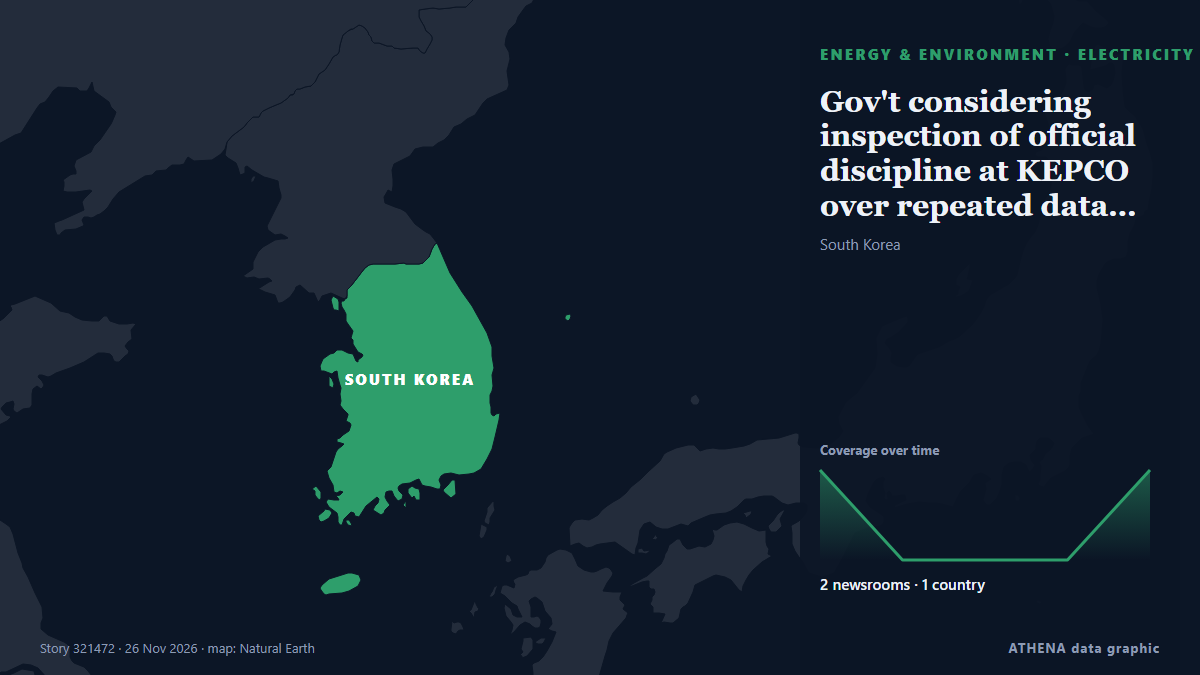 ENERGY & ENVIRONMENT · ELECTRICITY
Gov't considering
inspection of official
discipline at KEPCO
over repeated data...
South Korea
SOUTH KOREA
Coverage over time
2 newsrooms · 1 country
Story 321472 · 26 Nov 2026 · map: Natural Earth
ATHENA data graphic